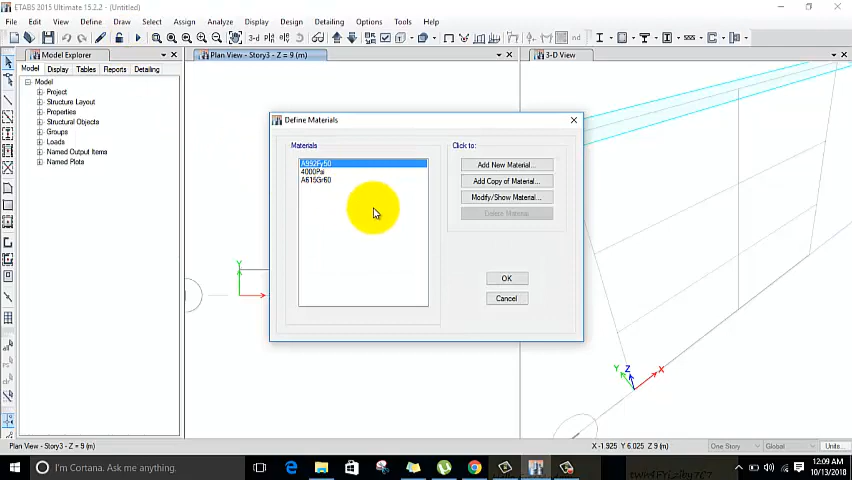 ETABS 2015 Ultimate 15.2.2 - (Untitled)
File Edit View Define Draw Select Assign Analyze Display Design Detailing Options Tools Help
Model Explorer
Plan View - Story3 - Z = 9 (m)
3-D View
Model Display Tables Reports Detailing
Model
Project
Structure Layout
Properties
Structural Objects
Groups
Loads
Named Output Items
Named Plots
Define Materials
Materials
A992Fy50
4000Psi
A615Gr60
Click to:
Add New Material...
Add Copy of Material...
Modify/Show Material...
Delete Material
OK
Cancel
Y
Y Z X
Plan View - Story3 - Z = 9 (m)
X -1.925 Y 6.025 Z 9 (m)
One Story
Global
Units...
I'm Cortana. Ask me anything.
12:09 AM
10/13/2018